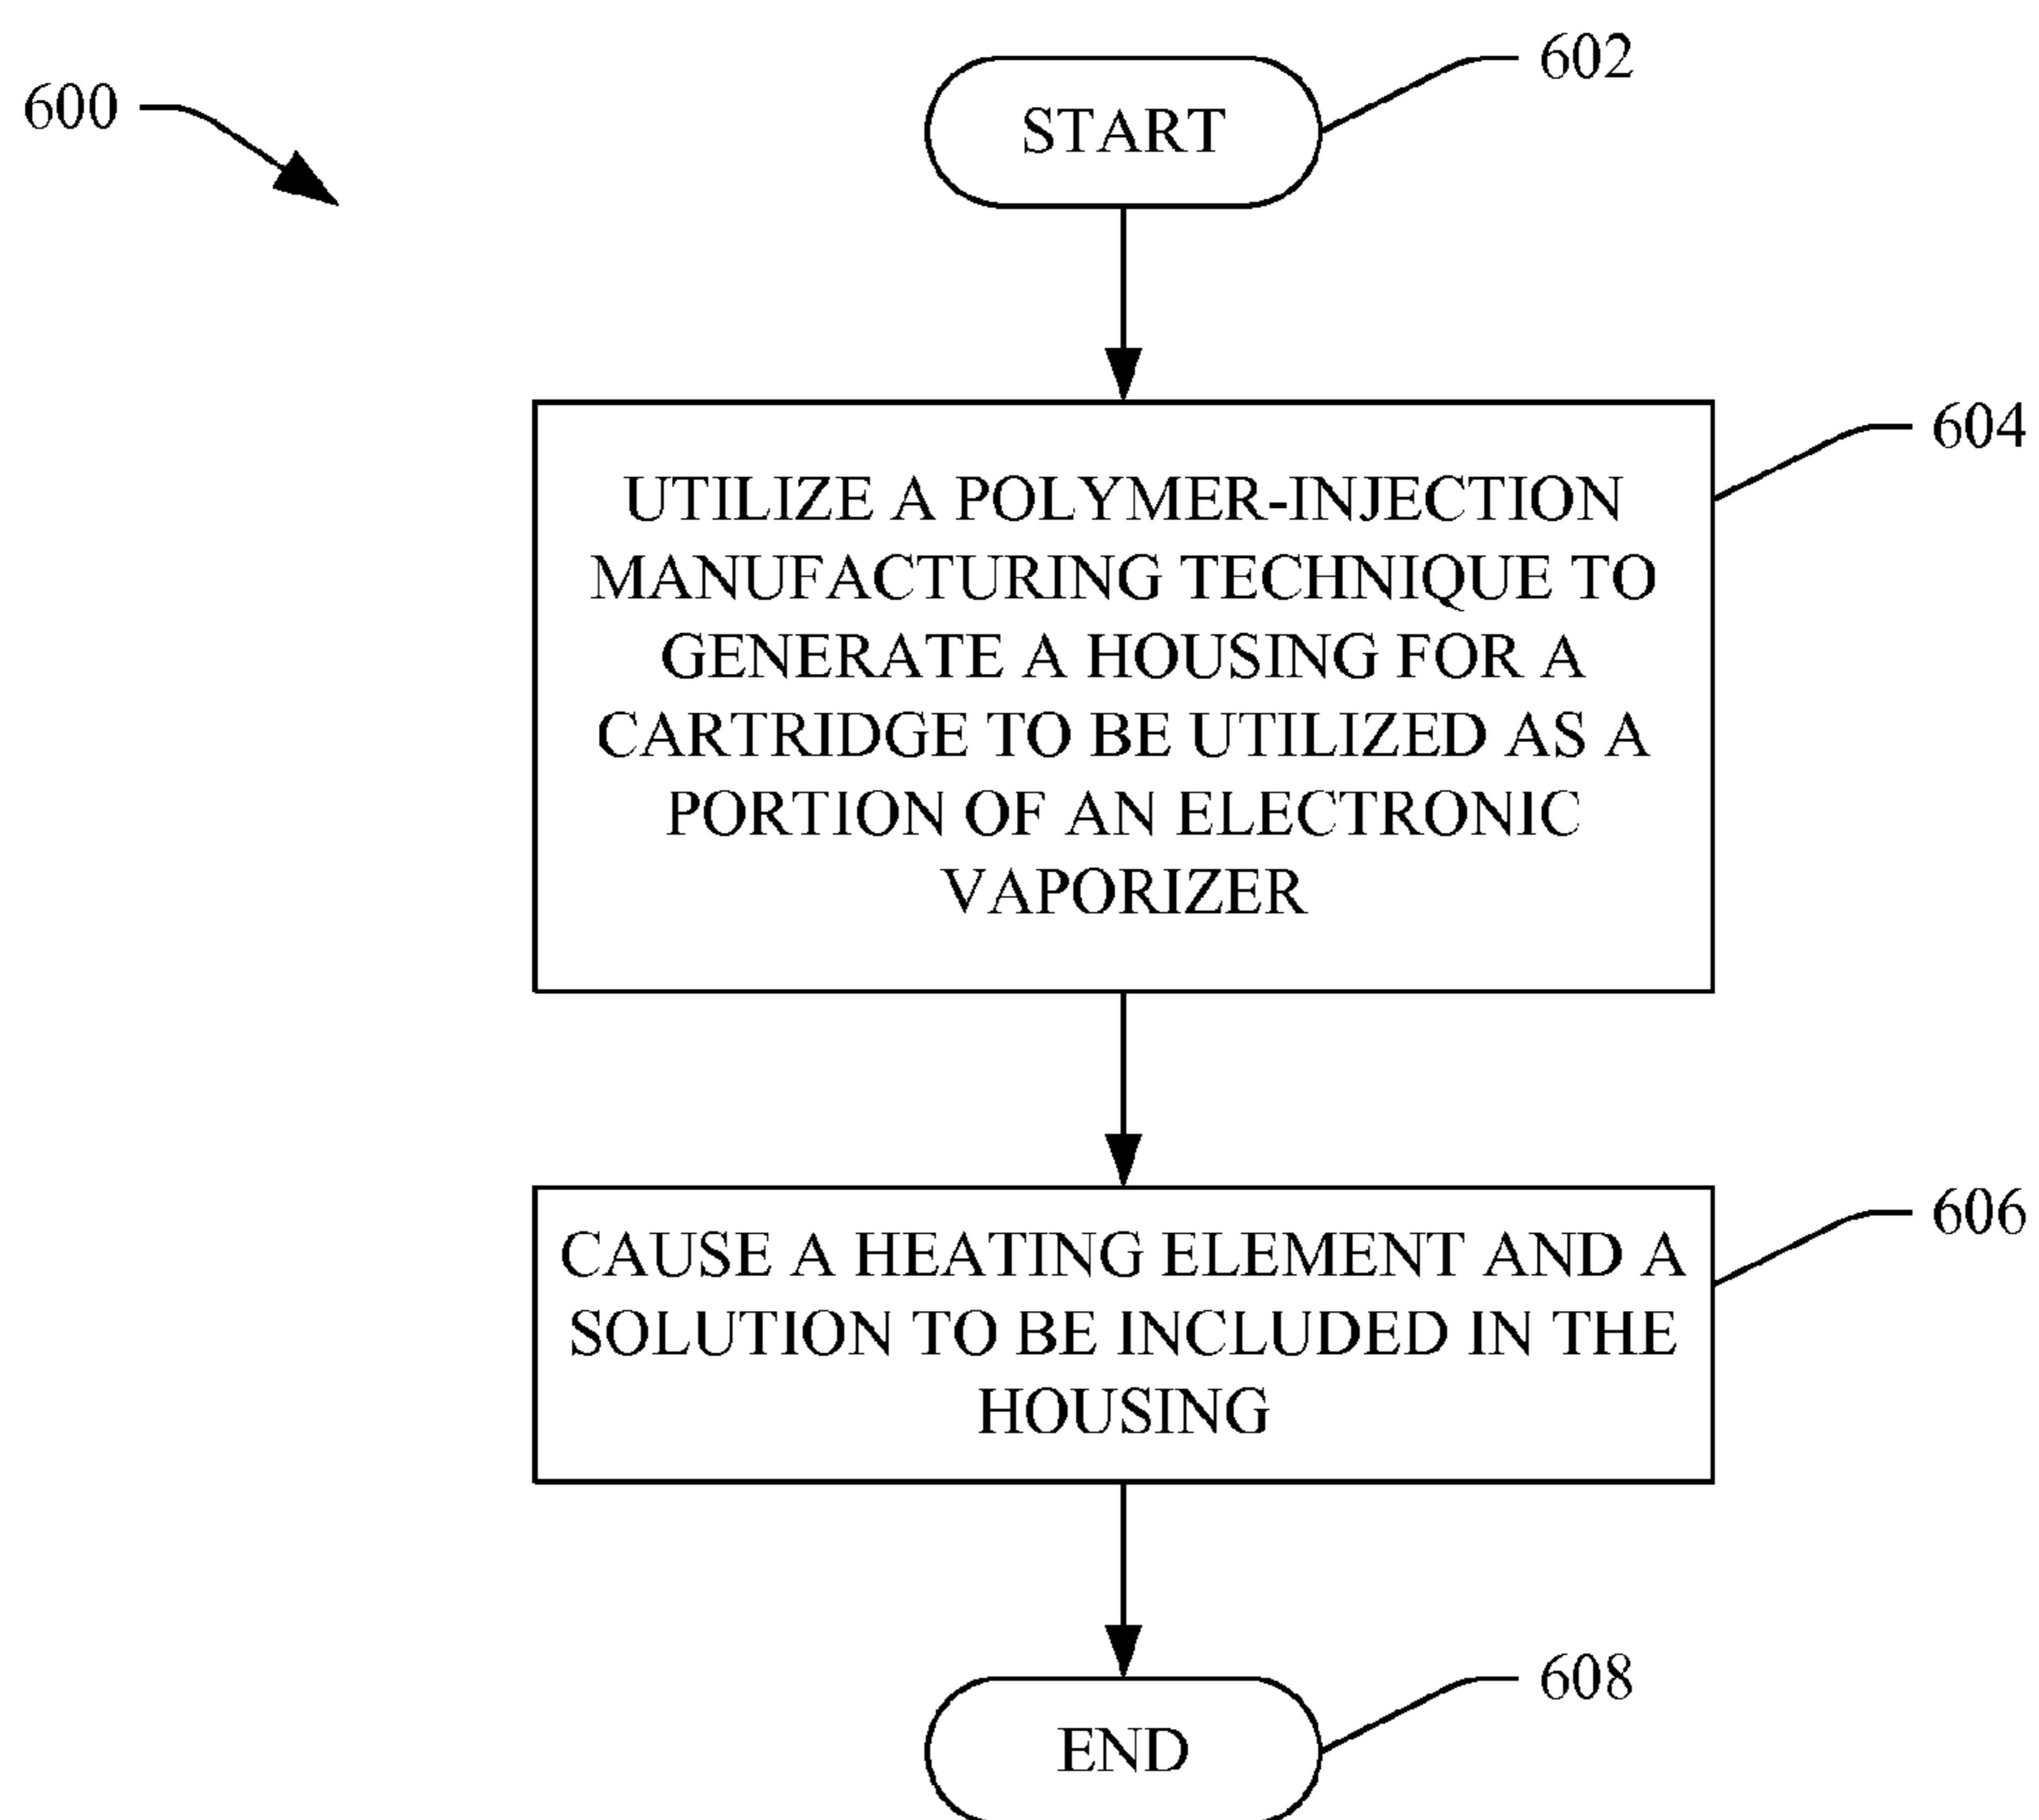 600
START
602
UTILIZE A POLYMER-INJECTION
MANUFACTURING TECHNIQUE TO
GENERATE A HOUSING FOR A
CARTRIDGE TO BE UTILIZED AS A
PORTION OF AN ELECTRONIC
VAPORIZER
604
CAUSE A HEATING ELEMENT AND A
SOLUTION TO BE INCLUDED IN THE
HOUSING
606
END
608